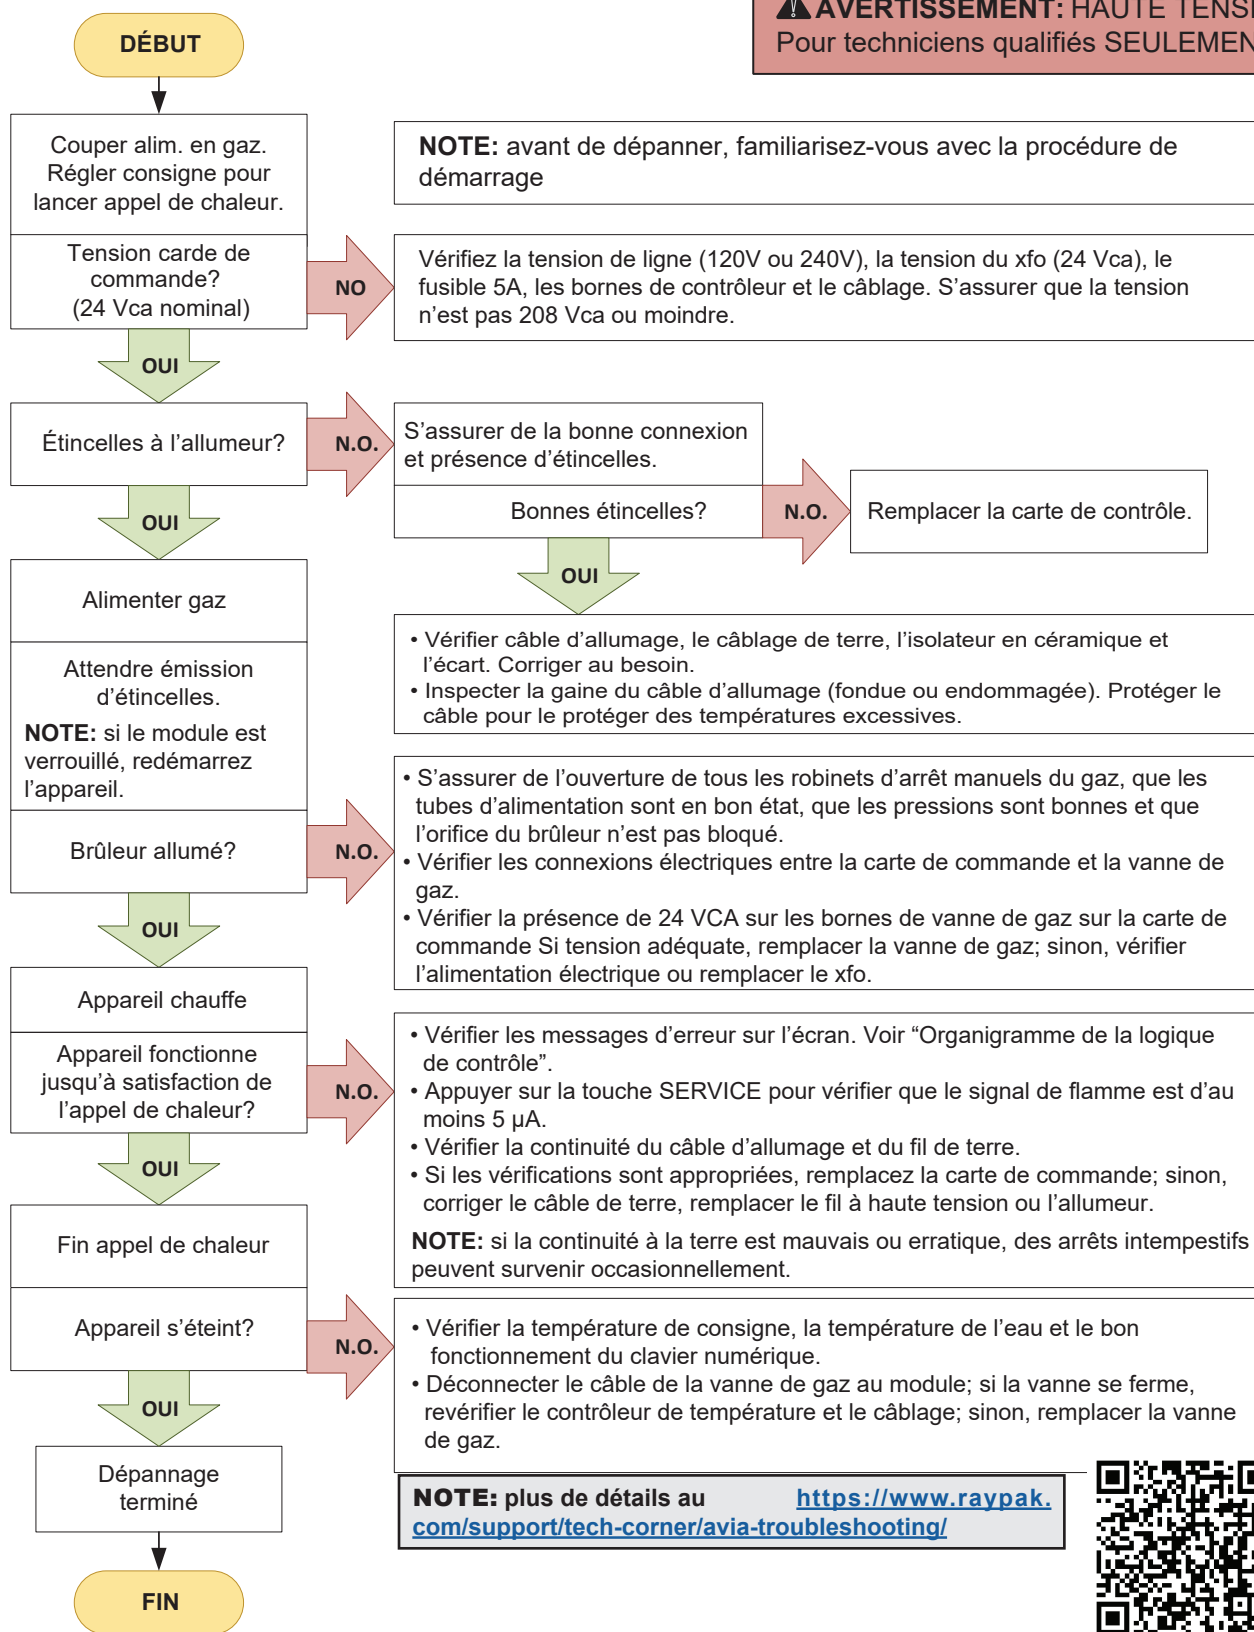 AVERTISSEMENT: HAUTE TENSI
Pour techniciens qualifiés SEULEMEN
DÉBUT
Couper alim. en gaz.
Régler consigne pour
lancer appel de chaleur.
NOTE: avant de dépanner, familiarisez-vous avec la procédure de
démarrage
Tension carde de
commande?
(24 Vca nominal)
NO
Vérifiez la tension de ligne (120V ou 240V), la tension du xfo (24 Vca), le
fusible 5A, les bornes de contrôleur et le câblage. S’assurer que la tension
n’est pas 208 Vca ou moindre.
OUI
Étincelles à l’allumeur?
N.O.
S’assurer de la bonne connexion
et présence d’étincelles.
Bonnes étincelles?
N.O.
Remplacer la carte de contrôle.
OUI
OUI
Alimenter gaz
• Vérifier câble d’allumage, le câblage de terre, l’isolateur en céramique et
l’écart. Corriger au besoin.
• Inspecter la gaine du câble d’allumage (fondue ou endommagée). Protéger le
câble pour le protéger des températures excessives.
Attendre émission
d’étincelles.
NOTE: si le module est
verrouillé, redémarrez
l’appareil.
Brûleur allumé?
N.O.
• S’assurer de l’ouverture de tous les robinets d’arrêt manuels du gaz, que les
tubes d’alimentation sont en bon état, que les pressions sont bonnes et que
l’orifice du brûleur n’est pas bloqué.
• Vérifier les connexions électriques entre la carte de commande et la vanne de
gaz.
• Vérifier la présence de 24 VCA sur les bornes de vanne de gaz sur la carte de
commande Si tension adéquate, remplacer la vanne de gaz; sinon, vérifier
l’alimentation électrique ou remplacer le xfo.
OUI
Appareil chauffe
Appareil fonctionne
jusqu’à satisfaction de
l’appel de chaleur?
N.O.
• Vérifier les messages d’erreur sur l’écran. Voir “Organigramme de la logique
de contrôle”.
• Appuyer sur la touche SERVICE pour vérifier que le signal de flamme est d’au
moins 5 µA.
• Vérifier la continuité du câble d’allumage et du fil de terre.
• Si les vérifications sont appropriées, remplacez la carte de commande; sinon,
corriger le câble de terre, remplacer le fil à haute tension ou l’allumeur.
NOTE: si la continuité à la terre est mauvais ou erratique, des arrêts intempestifs
peuvent survenir occasionnellement.
OUI
Fin appel de chaleur
Appareil s’éteint?
N.O.
• Vérifier la température de consigne, la température de l’eau et le bon
fonctionnement du clavier numérique.
• Déconnecter le câble de la vanne de gaz au module; si la vanne se ferme,
revérifier le contrôleur de température et le câblage; sinon, remplacer la vanne
de gaz.
OUI
Dépannage
terminé
NOTE: plus de détails au https://www.raypak.
com/support/tech-corner/avia-troubleshooting/
FIN